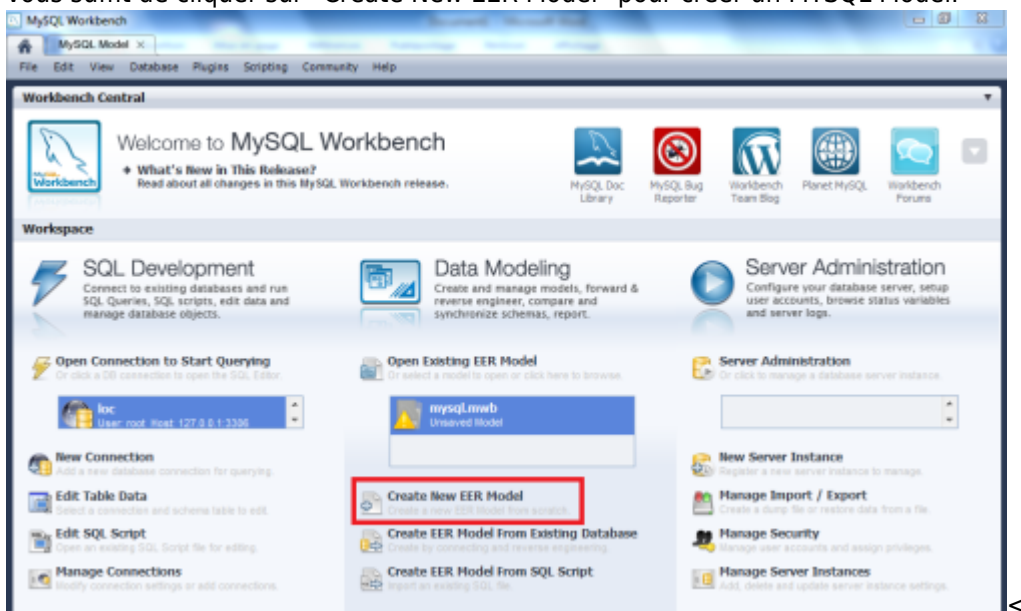 vous suffit de cliquer sur "Create New EER Model" pour créer un MYSQL Model.
MySQL Workbench
MySQL Model ×
File Edit View Database Plugins Scripting Community Help
Workbench Central
Welcome to MySQL Workbench
What's New in This Release?
Read about all changes in this MySQL Workbench release.
Workbench
MySQL Doc Library
MySQL Bug Reporter
Workbench Team Blog
Planet MySQL
Workbench Forums
Workspace
SQL Development
Connect to existing databases and run
SQL Queries, SQL scripts, edit data and
manage database objects.
Data Modeling
Create and manage models, forward &
reverse engineer, compare and
synchronize schemas, report.
Server Administration
Configure your database server, setup
user accounts, browse status variables
and server logs.
Open Connection to Start Querying
Or click a DB connection to open the SQL Editor.
loc
User: root Host: 127.0.0.1:3306
New Connection
Add a new database connection for querying.
Edit Table Data
Select a connection and schema table to edit.
Edit SQL Script
Open an existing SQL Script file for editing.
Manage Connections
Modify connection settings or add connections.
Open Existing EER Model
Or select a model to open or click here to browse.
mysql.mwb
Unsaved Model
Create New EER Model
Create a new EER Model from scratch.
Create EER Model From Existing Database
Create by connecting and reverse engineering.
Create EER Model From SQL Script
Import an existing SQL file.
Server Administration
Or click to manage a database server instance.
New Server Instance
Register a new server instance to manage.
Manage Import / Export
Create a dump file or restore data from a file.
Manage Security
Manage user accounts and assign privileges.
Manage Server Instances
Add, delete and update server instance settings.
<